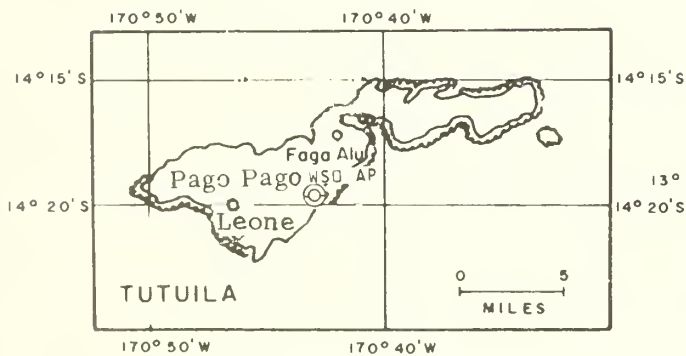 170° 50' W 170° 40' W
14° 15' S 14° 15' S
Faga Alu
Pago Pago WSO AP
13°
14° 20' S 14° 20' S
Leone
0 5
MILES
TUTUILA
170° 50' W 170° 40' W